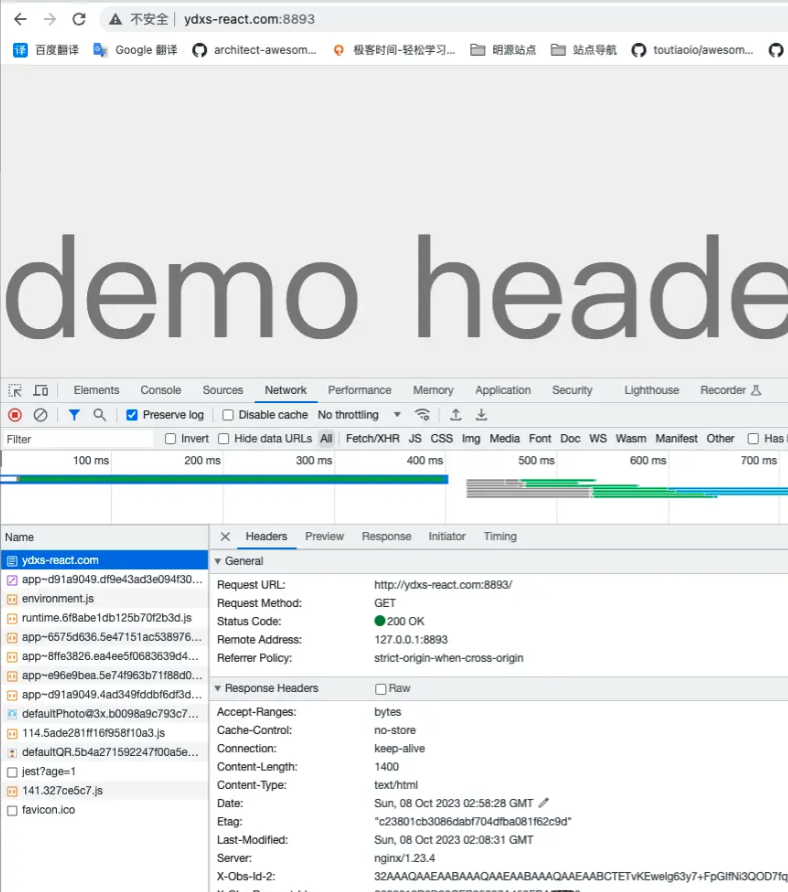 不安全 ydxs-react.com:8893
百度翻译 Google 翻译 architect-awesom... 极客时间-轻松学习... 明源站点 站点导航 toutiaoio/awesom...
demo heade
Elements Console Sources Network Performance Memory Application Security Lighthouse Recorder
Preserve log Disable cache No throttling
Filter Invert Hide data URLs All Fetch/XHR JS CSS Img Media Font Doc WS Wasm Manifest Other Has
100 ms 200 ms 300 ms 400 ms 500 ms 600 ms 700 ms
Name
ydxs-react.com
app~d91a9049.df9e43ad3e094f30...
environment.js
runtime.6f8abe1db125b70f2b3d.js
app~6575d636.5e47151ac538976...
app~8ffe3826.ea4ee5f0683639d4...
app~e96e9bea.5e74f963b71f88d0...
app~d91a9049.4ad349fddbf6df3d...
defaultPhoto@3x.b0098a9c793c7...
114.5ade281ff16f958f10a3.js
defaultQR.5b4a271592247f00a5e...
jest?age=1
141.327ce5c7.js
favicon.ico
Headers Preview Response Initiator Timing
General
Request URL: http://ydxs-react.com:8893/
Request Method: GET
Status Code: 200 OK
Remote Address: 127.0.0.1:8893
Referrer Policy: strict-origin-when-cross-origin
Response Headers Raw
Accept-Ranges: bytes
Cache-Control: no-store
Connection: keep-alive
Content-Length: 1400
Content-Type: text/html
Date: Sun, 08 Oct 2023 02:58:28 GMT
Etag: "c23801cb3086dabf704dfba081f62c9d"
Last-Modified: Sun, 08 Oct 2023 02:08:31 GMT
Server: nginx/1.23.4
X-Obs-Id-2: 32AAAQAAEAABAAAQAAEAABAAAQAAEAABCTETvKEwelg63y7+FpGIfNi3QOD7fq